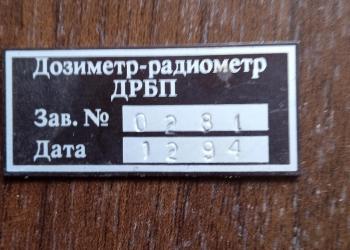 Дозиметр-радиометр
ДРБП
Зав. № 0281
Дата 1294